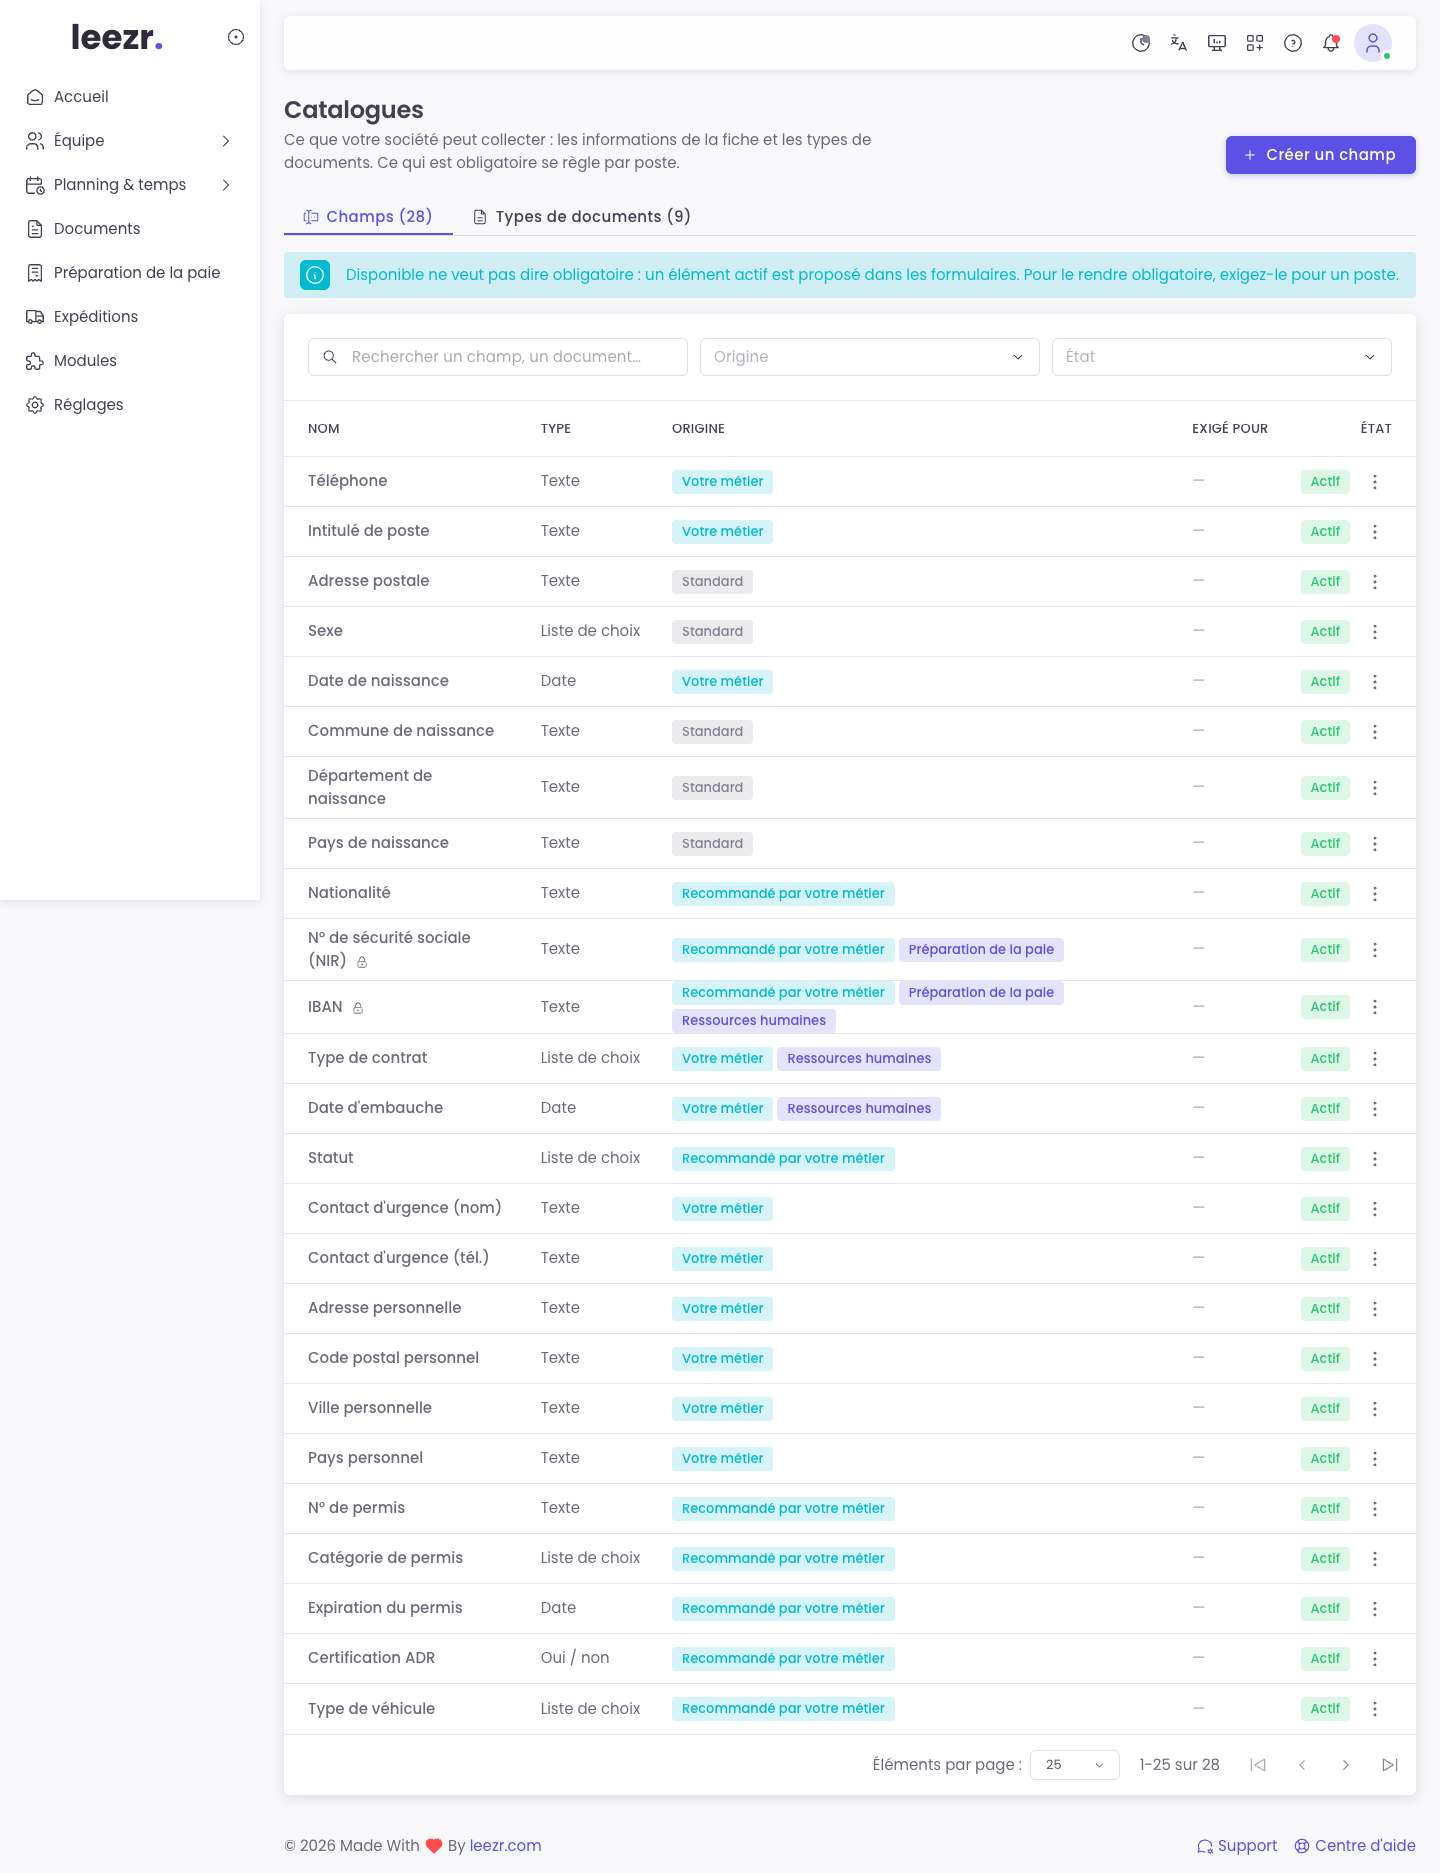 leezr.
Accueil
Équipe
Planning & temps
Documents
Préparation de la paie
Expéditions
Modules
Réglages
Catalogues
Ce que votre société peut collecter : les informations de la fiche et les types de
documents. Ce qui est obligatoire se règle par poste.
+ Créer un champ
Champs (28)
Types de documents (9)
Disponible ne veut pas dire obligatoire : un élément actif est proposé dans les formulaires. Pour le rendre obligatoire, exigez-le pour un poste.
Rechercher un champ, un document...
Origine
État
NOM TYPE ORIGINE EXIGÉ POUR ÉTAT
Téléphone Texte Votre métier — Actif
Intitulé de poste Texte Votre métier — Actif
Adresse postale Texte Standard — Actif
Sexe Liste de choix Standard — Actif
Date de naissance Date Votre métier — Actif
Commune de naissance Texte Standard — Actif
Département de
naissance Texte Standard — Actif
Pays de naissance Texte Standard — Actif
Nationalité Texte Recommandé par votre métier — Actif
N° de sécurité sociale
(NIR) Texte Recommandé par votre métier Préparation de la paie — Actif
IBAN Texte Recommandé par votre métier Préparation de la paie
Ressources humaines — Actif
Type de contrat Liste de choix Votre métier Ressources humaines — Actif
Date d'embauche Date Votre métier Ressources humaines — Actif
Statut Liste de choix Recommandé par votre métier — Actif
Contact d'urgence (nom) Texte Votre métier — Actif
Contact d'urgence (tél.) Texte Votre métier — Actif
Adresse personnelle Texte Votre métier — Actif
Code postal personnel Texte Votre métier — Actif
Ville personnelle Texte Votre métier — Actif
Pays personnel Texte Votre métier — Actif
N° de permis Texte Recommandé par votre métier — Actif
Catégorie de permis Liste de choix Recommandé par votre métier — Actif
Expiration du permis Date Recommandé par votre métier — Actif
Certification ADR Oui / non Recommandé par votre métier — Actif
Type de véhicule Liste de choix Recommandé par votre métier — Actif
Éléments par page : 25 1-25 sur 28
© 2026 Made With By leezr.com
Support
Centre d'aide